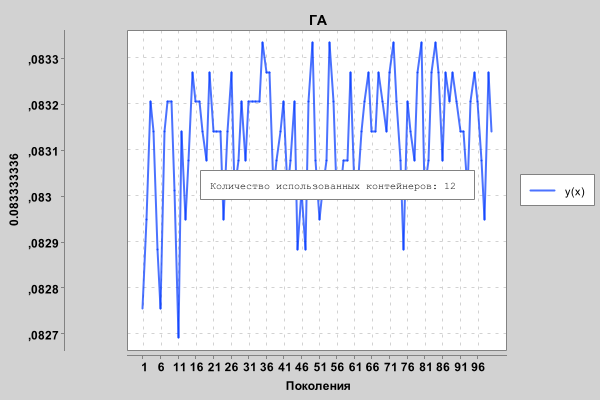 ГА
,0833
,0832
,0831
,083
,0829
,0828
,0827
0.083333336
Количество использованных контейнеров: 12
y(x)
1 6 11 16 21 26 31 36 41 46 51 56 61 66 71 76 81 86 91 96
Поколения